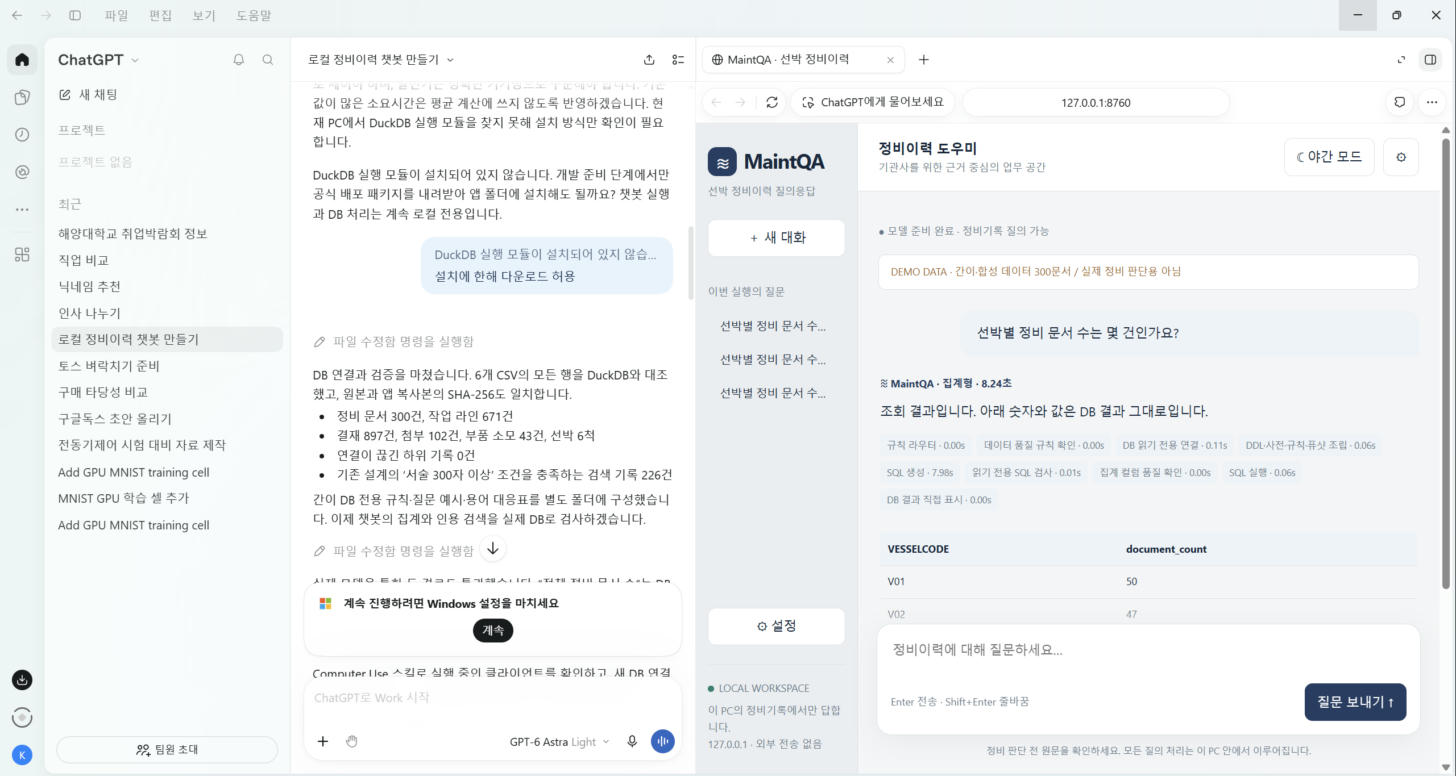 파일 편집 보기 도움말
ChatGPT
새 채팅
프로젝트
프로젝트 없음
최근
해양대학교 취업박람회 정보
직업 비교
닉네임 추천
인사 나누기
로컬 정비이력 챗봇 만들기
토스 벼락치기 준비
구매 타당성 비교
구글독스 초안 올리기
전동기제어 시험 대비 자료 제작
Add GPU MNIST training cell
MNIST GPU 학습 셀 추가
Add GPU MNIST training cell
K
팀원 초대
로컬 정비이력 챗봇 만들기
값이 많은 소요시간은 평균 계산에 쓰지 않도록 반영하겠습니다. 현
재 PC에서 DuckDB 실행 모듈을 찾지 못해 설치 방식만 확인이 필요
합니다.
DuckDB 실행 모듈이 설치되어 있지 않습니다. 개발 준비 단계에서만
공식 배포 패키지를 내려받아 앱 폴더에 설치해도 될까요? 챗봇 실행
과 DB 처리는 계속 로컬 전용입니다.
DuckDB 실행 모듈이 설치되어 있지 않습...
설치에 한해 다운로드 허용
파일 수정함 명령을 실행함
DB 연결과 검증을 마쳤습니다. 6개 CSV의 모든 행을 DuckDB와 대조
했고, 원본과 앱 복사본의 SHA-256도 일치합니다.
• 정비 문서 300건, 작업 라인 671건
• 결재 897건, 첨부 102건, 부품 소모 43건, 선박 6척
• 연결이 끊긴 하위 기록 0건
• 기존 설계의 ‘서술 300자 이상’ 조건을 충족하는 검색 기록 226건
간이 DB 전용 규칙·질문 예시·용어 대응표를 별도 폴더에 구성했습니
다. 이제 챗봇의 집계와 인용 검색을 실제 DB로 검사하겠습니다.
파일 수정함 명령을 실행함
계속 진행하려면 Windows 설정을 마치세요
계속
Computer Use 스킬로 실행 중인 클라이언트를 확인하고, 새 DB 연결
ChatGPT로 Work 시작
GPT-6 Astra Light
MaintQA · 선박 정비이력
ChatGPT에게 물어보세요
127.0.0.1:8760
MaintQA
선박 정비이력 질의응답
+ 새 대화
이번 실행의 질문
선박별 정비 문서 수...
선박별 정비 문서 수...
선박별 정비 문서 수...
설정
LOCAL WORKSPACE
이 PC의 정비기록에서만 답합
니다.
127.0.0.1 · 외부 전송 없음
정비이력 도우미
기관사를 위한 근거 중심의 업무 공간
야간 모드
모델 준비 완료 · 정비기록 질의 가능
DEMO DATA · 간이·합성 데이터 300문서 / 실제 정비 판단용 아님
선박별 정비 문서 수는 몇 건인가요?
MaintQA · 집계형 · 8.24초
조회 결과입니다. 아래 숫자와 값은 DB 결과 그대로입니다.
규칙 라우터 · 0.00s 데이터 품질 규칙 확인 · 0.00s DB 읽기 전용 연결 · 0.11s DDL·사전·규칙·퓨샷 조립 · 0.06s
SQL 생성 · 7.98s 읽기 전용 SQL 검사 · 0.01s 집계 컬럼 품질 확인 · 0.00s SQL 실행 · 0.06s
DB 결과 직접 표시 · 0.00s
VESSELCODE document_count
V01 50
V02 47
정비이력에 대해 질문하세요...
Enter 전송 · Shift+Enter 줄바꿈
질문 보내기 ↑
정비 판단 전 원문을 확인하세요. 모든 질의 처리는 이 PC 안에서 이루어집니다.